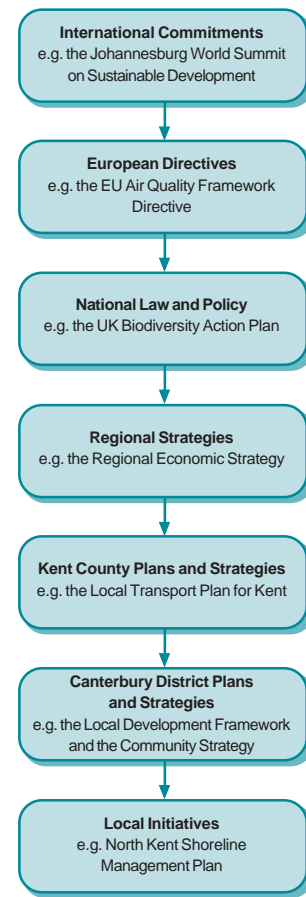 International Commitments
e.g. the Johannesburg World Summit
on Sustainable Development
European Directives
e.g. the EU Air Quality Framework
Directive
National Law and Policy
e.g. the UK Biodiversity Action Plan
Regional Strategies
e.g. the Regional Economic Strategy
Kent County Plans and Strategies
e.g. the Local Transport Plan for Kent
Canterbury District Plans
and Strategies
e.g. the Local Development Framework
and the Community Strategy
Local Initiatives
e.g. North Kent Shoreline
Management Plan